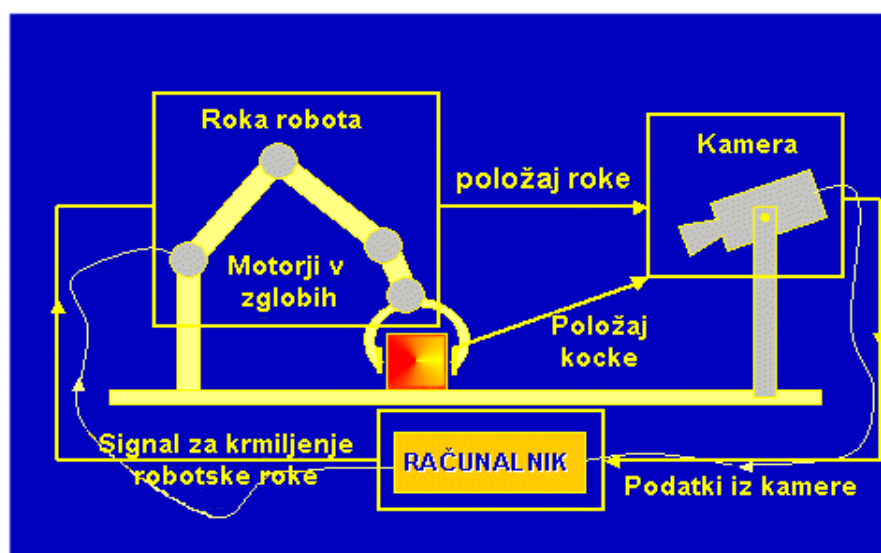 Roka robota
Kamera
položaj roke
Motorji v
zglobih
Položaj
kocke
Signal za krmiljenje
robotske roke
RAČUNALNIK
Podatki iz kamere